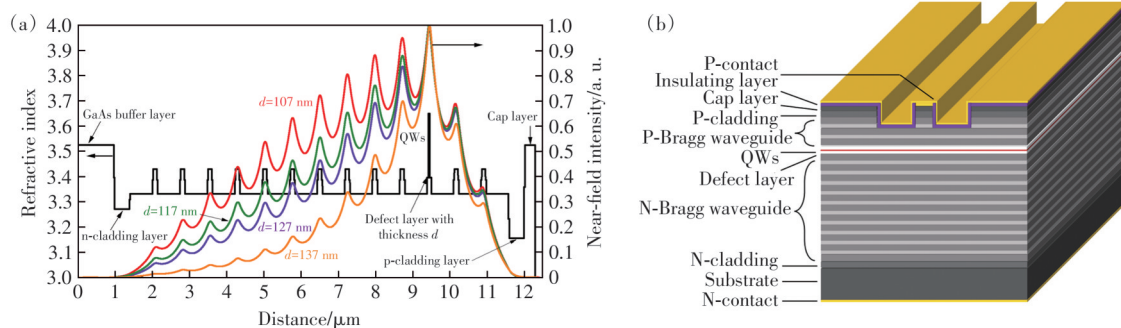 (a)
Refractive index
4.0
3.9
3.8
3.7
3.6
3.5
3.4
3.3
3.2
3.1
3.0
GaAs buffer layer
n-cladding layer
d=107 nm
d=117 nm
d=127 nm
d=137 nm
QWs
Cap layer
Defect layer with
thickness d
p-cladding layer
1.0
0.9
0.8
0.7
0.6
0.5
0.4
0.3
0.2
0.1
0
Near-field intensity/a. u.
0 1 2 3 4 5 6 7 8 9 10 11 12
Distance/μm
(b)
P-contact
Insulating layer
Cap layer
P-cladding
P-Bragg waveguide
QWs
Defect layer
N-Bragg waveguide
N-cladding
Substrate
N-contact